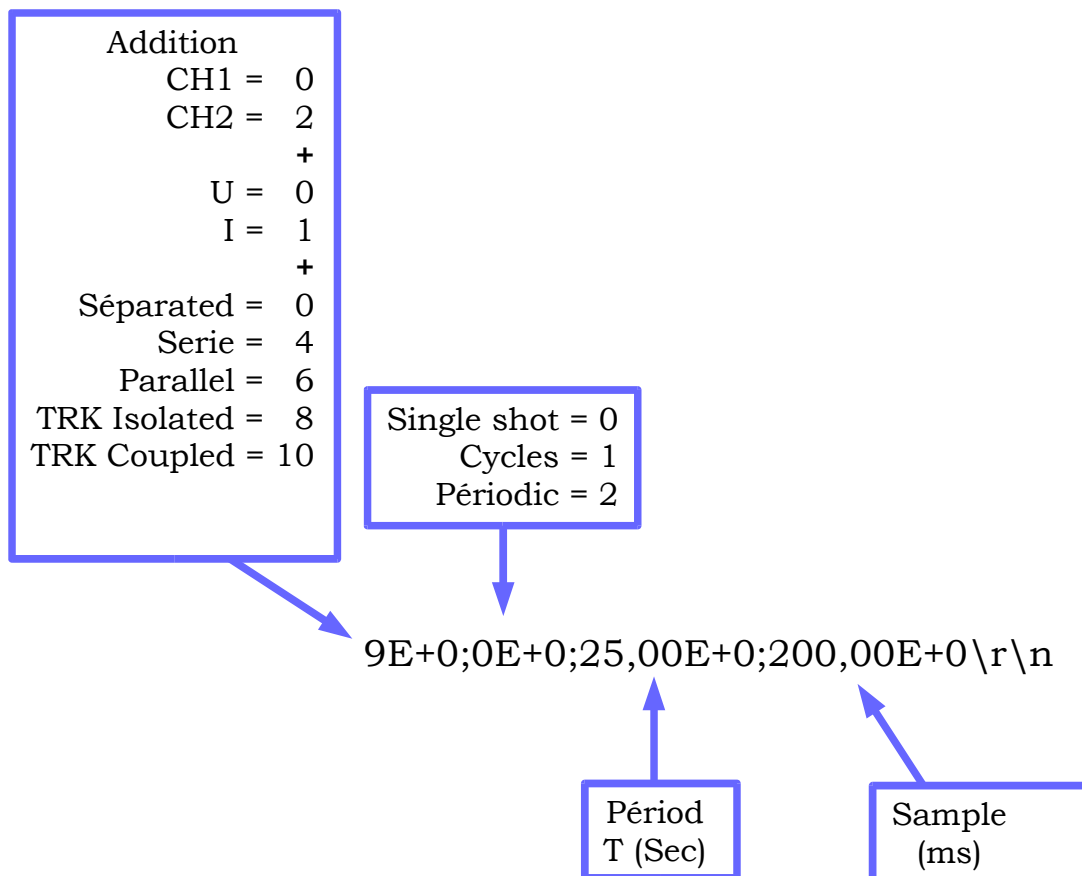 Addition
CH1 = 0
CH2 = 2
+
U = 0
I = 1
+
Séparated = 0
Serie = 4
Parallel = 6
TRK Isolated = 8
TRK Coupled = 10
Single shot = 0
Cycles = 1
Périodic = 2
9E+0;0E+0;25,00E+0;200,00E+0\r\n
Périod
T (Sec)
Sample
(ms)